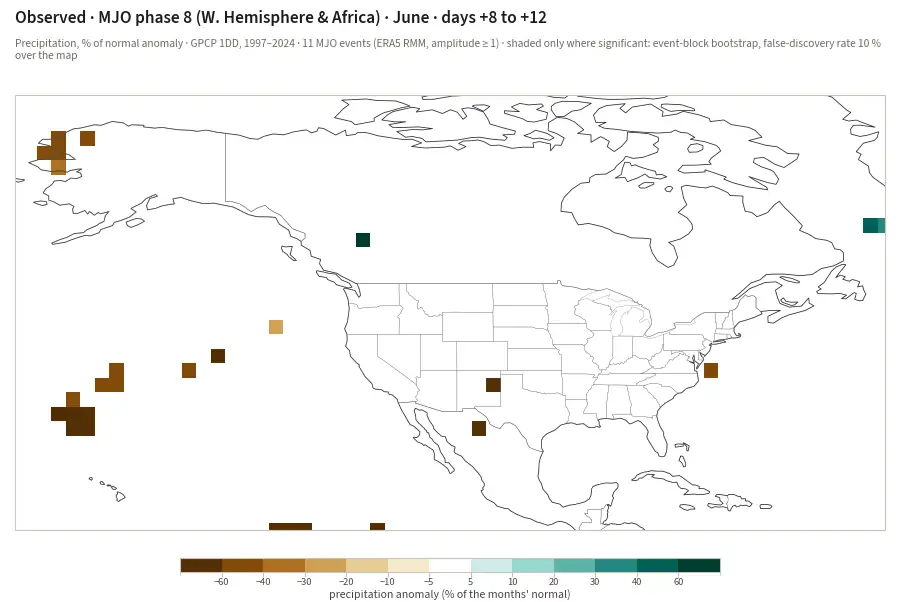 Observed · MJO phase 8 (W. Hemisphere & Africa) · June · days +8 to +12
Precipitation, % of normal anomaly · GPCP 1DD, 1997–2024 · 11 MJO events (ERA5 RMM, amplitude ≥ 1) · shaded only where significant: event-block bootstrap, false-discovery rate 10 %
over the map
−60 −40 −30 −20 −10 −5 5 10 20 30 40 60
precipitation anomaly (% of the months' normal)